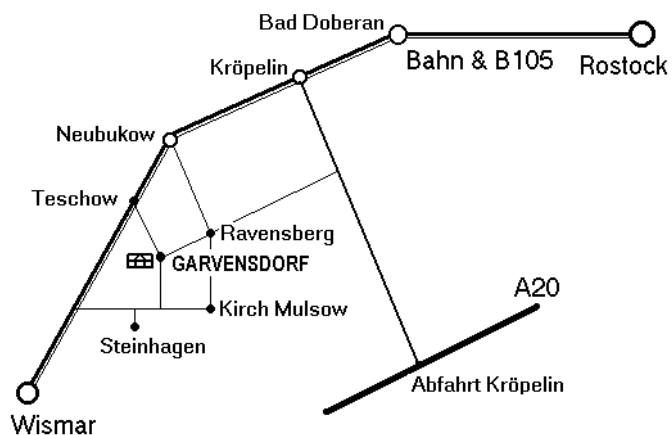 Bad Doberan
Bahn & B105
Rostock
Kröpelin
Neubukow
Teschow
Ravensberg
GARVENSDORF
A20
Kirch Mulsow
Steinhagen
Abfahrt Kröpelin
Wismar